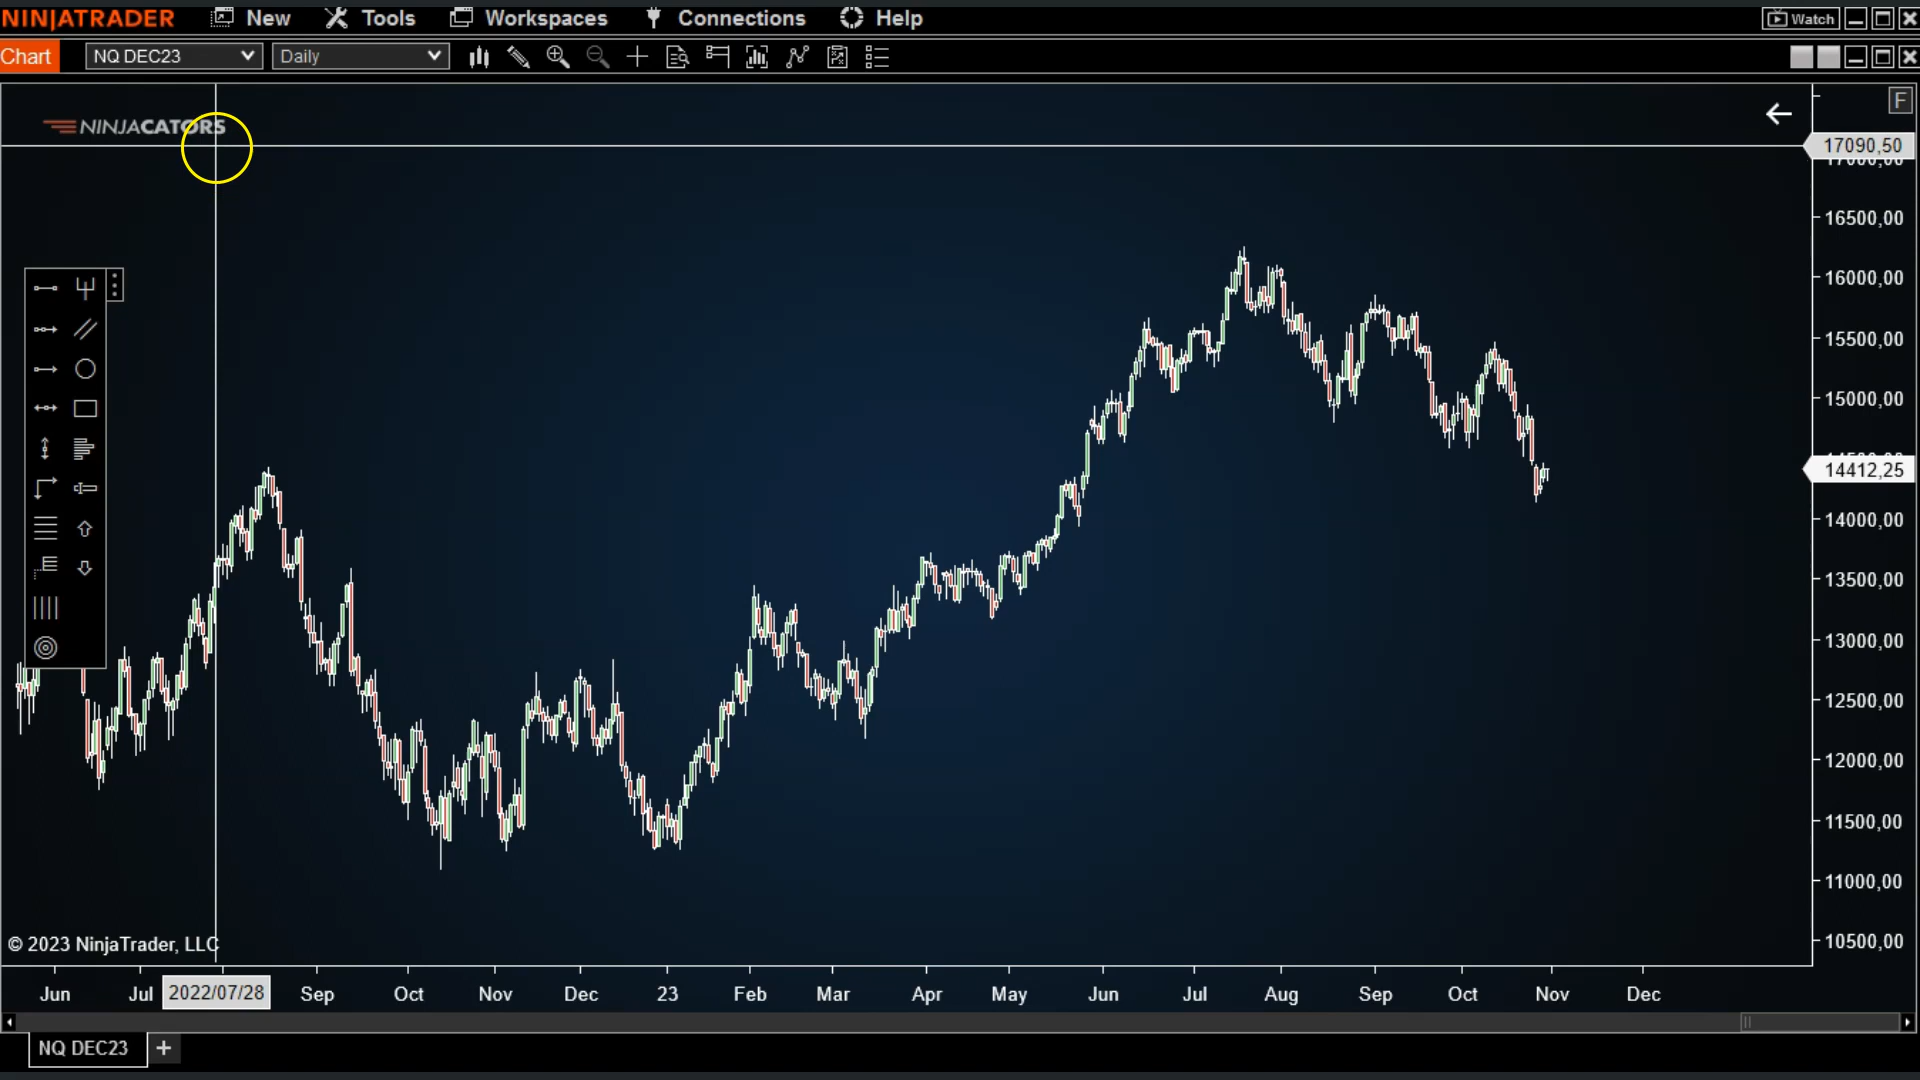 NINJATRADER New Tools Workspaces Connections Help Watch
Chart NQ DEC23 Daily
NINJACATORS
F
17090,50
17000,00
16500,00
16000,00
15500,00
15000,00
14412,25
14000,00
13500,00
13000,00
12500,00
12000,00
11500,00
11000,00
10500,00
© 2023 NinjaTrader, LLC
Jun Jul 2022/07/28 Sep Oct Nov Dec 23 Feb Mar Apr May Jun Jul Aug Sep Oct Nov Dec
NQ DEC23 +